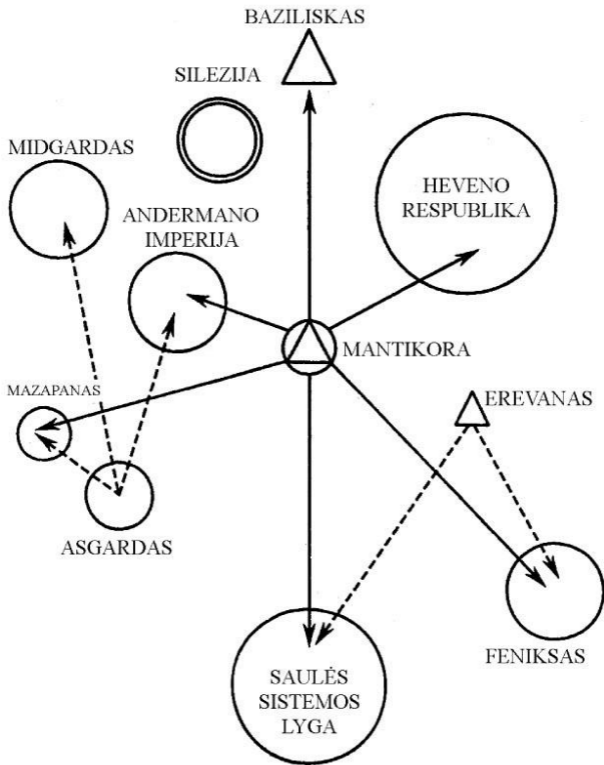 BAZILISKAS
SILEZIJA
MIDGARDAS
HEVENO
RESPUBLIKA
ANDERMANO
IMPERIJA
MANTIKORA
MAZAPANAS
EREVANAS
ASGARDAS
FENIKSAS
SAULĖS
SISTEMOS
LYGA